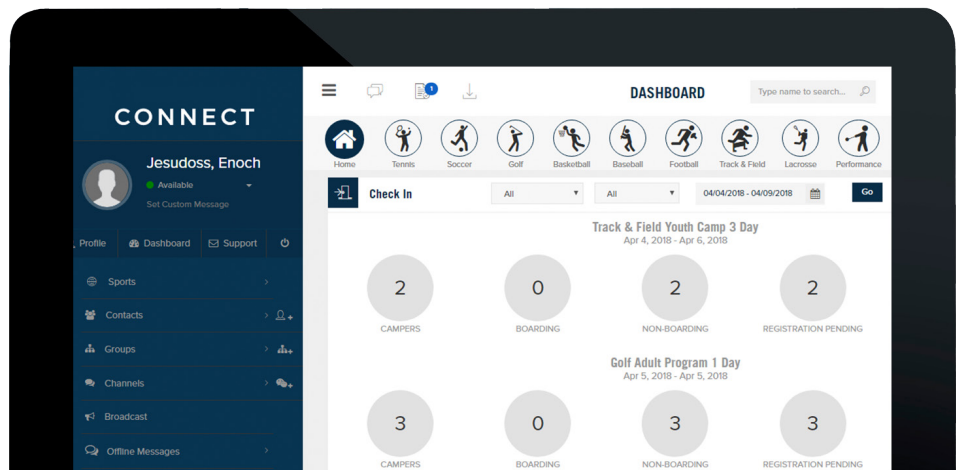 CONNECT
Jesudoss, Enoch
Available
Set Custom Message
Profile
Dashboard
Support
Sports
Contacts
Groups
Channels
Broadcast
Offline Messages
1
DASHBOARD
Type name to search...
Home Tennis Soccer Golf Basketball Baseball Football Track & Field Lacrosse Performance
Check In All All 04/04/2018 - 04/09/2018 Go
Track & Field Youth Camp 3 Day
Apr 4, 2018 - Apr 6, 2018
2 0 2 2
CAMPERS BOARDING NON-BOARDING REGISTRATION PENDING
Golf Adult Program 1 Day
Apr 5, 2018 - Apr 5, 2018
3 0 3 3
CAMPERS BOARDING NON-BOARDING REGISTRATION PENDING